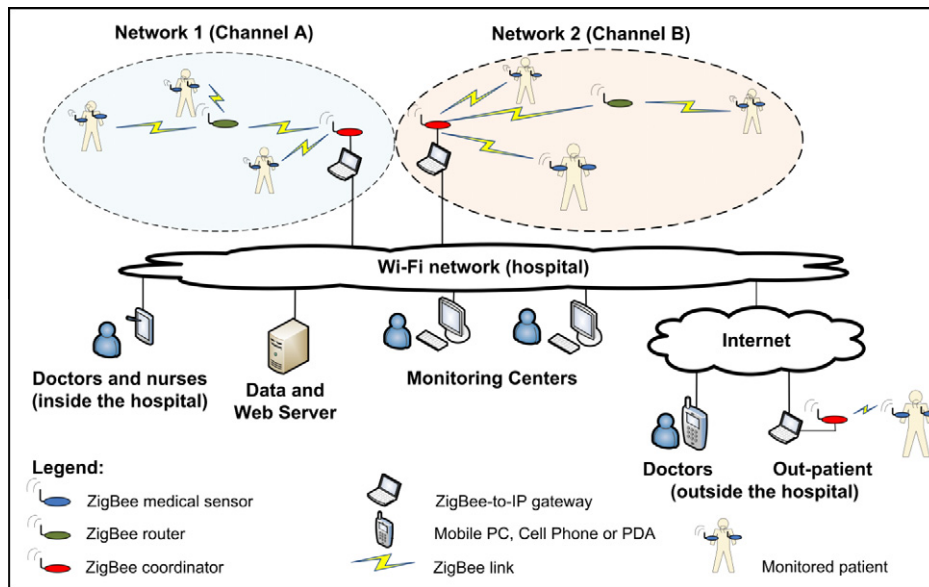 Network 1 (Channel A)
Network 2 (Channel B)
Wi-Fi network (hospital)
Internet
Doctors and nurses
(inside the hospital)
Data and
Web Server
Monitoring Centers
Doctors
Out-patient
(outside the hospital)
Legend:
ZigBee medical sensor
ZigBee router
ZigBee coordinator
ZigBee-to-IP gateway
Mobile PC, Cell Phone or PDA
ZigBee link
Monitored patient